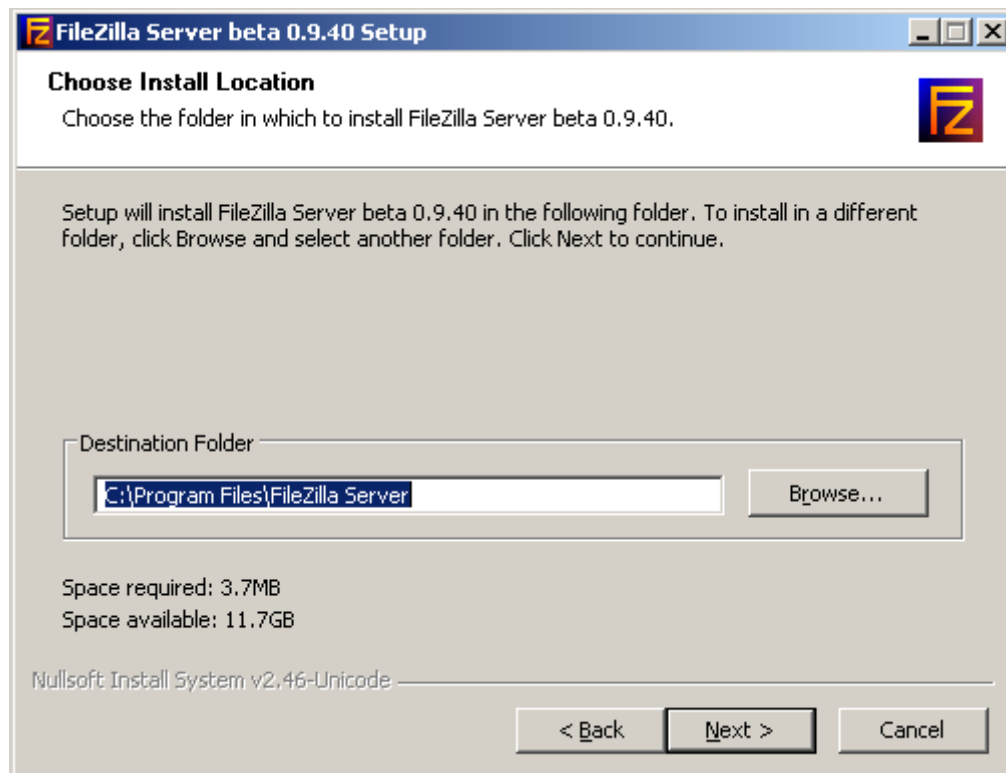 FileZilla Server beta 0.9.40 Setup
Choose Install Location
Choose the folder in which to install FileZilla Server beta 0.9.40.
FZ
Setup will install FileZilla Server beta 0.9.40 in the following folder. To install in a different
folder, click Browse and select another folder. Click Next to continue.
Destination Folder
C:\Program Files\FileZilla Server
Browse...
Space required: 3.7MB
Space available: 11.7GB
Nullsoft Install System v2.46-Unicode
< Back
Next >
Cancel